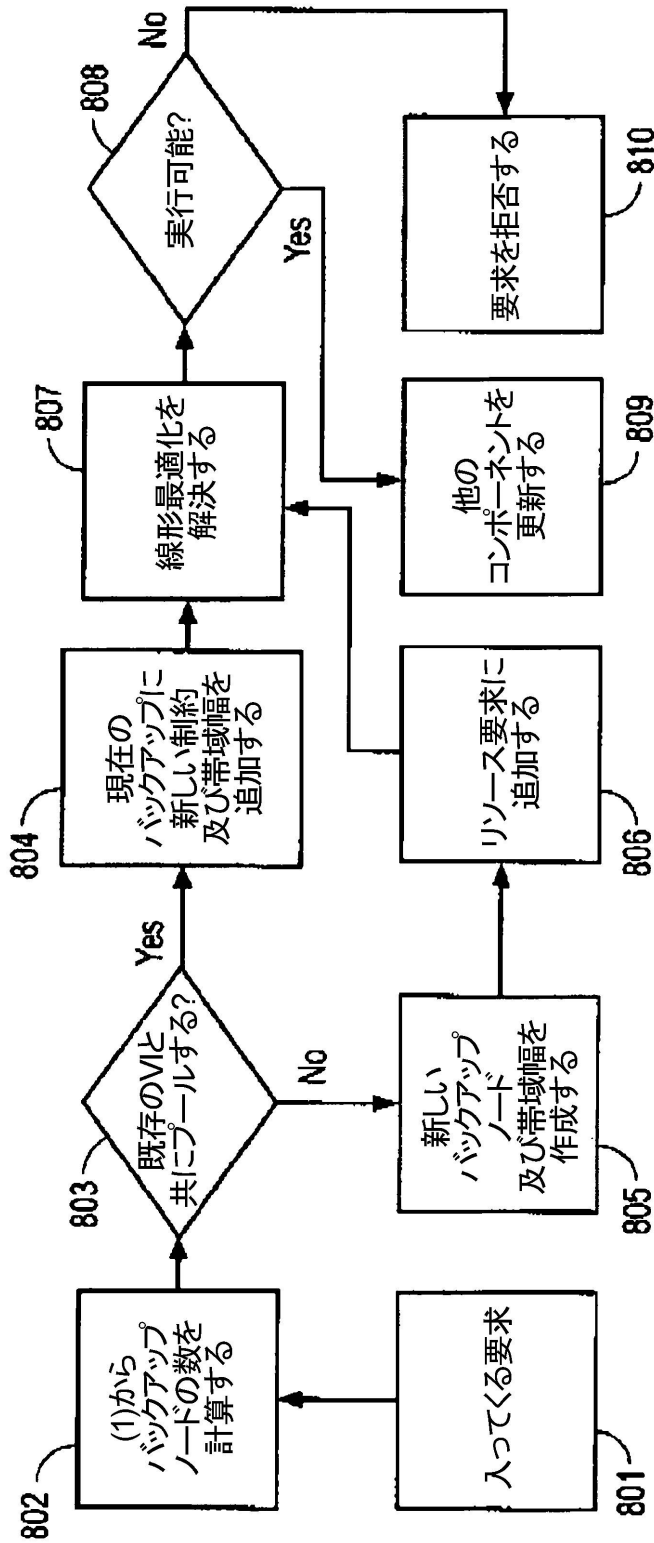 801
入ってくる要求
802
(1)から
バックアップ
ノードの数を
計算する
803
既存のVIと
共にプールする?
Yes
No
804
現在の
バックアップに
新しい制約
及び帯域幅を
追加する
805
新しい
バックアップ
ノード
及び帯域幅を
作成する
806
リソース要求に
追加する
807
線形最適化を
解決する
808
実行可能?
Yes
No
809
他の
コンポーネントを
更新する
810
要求を拒否する